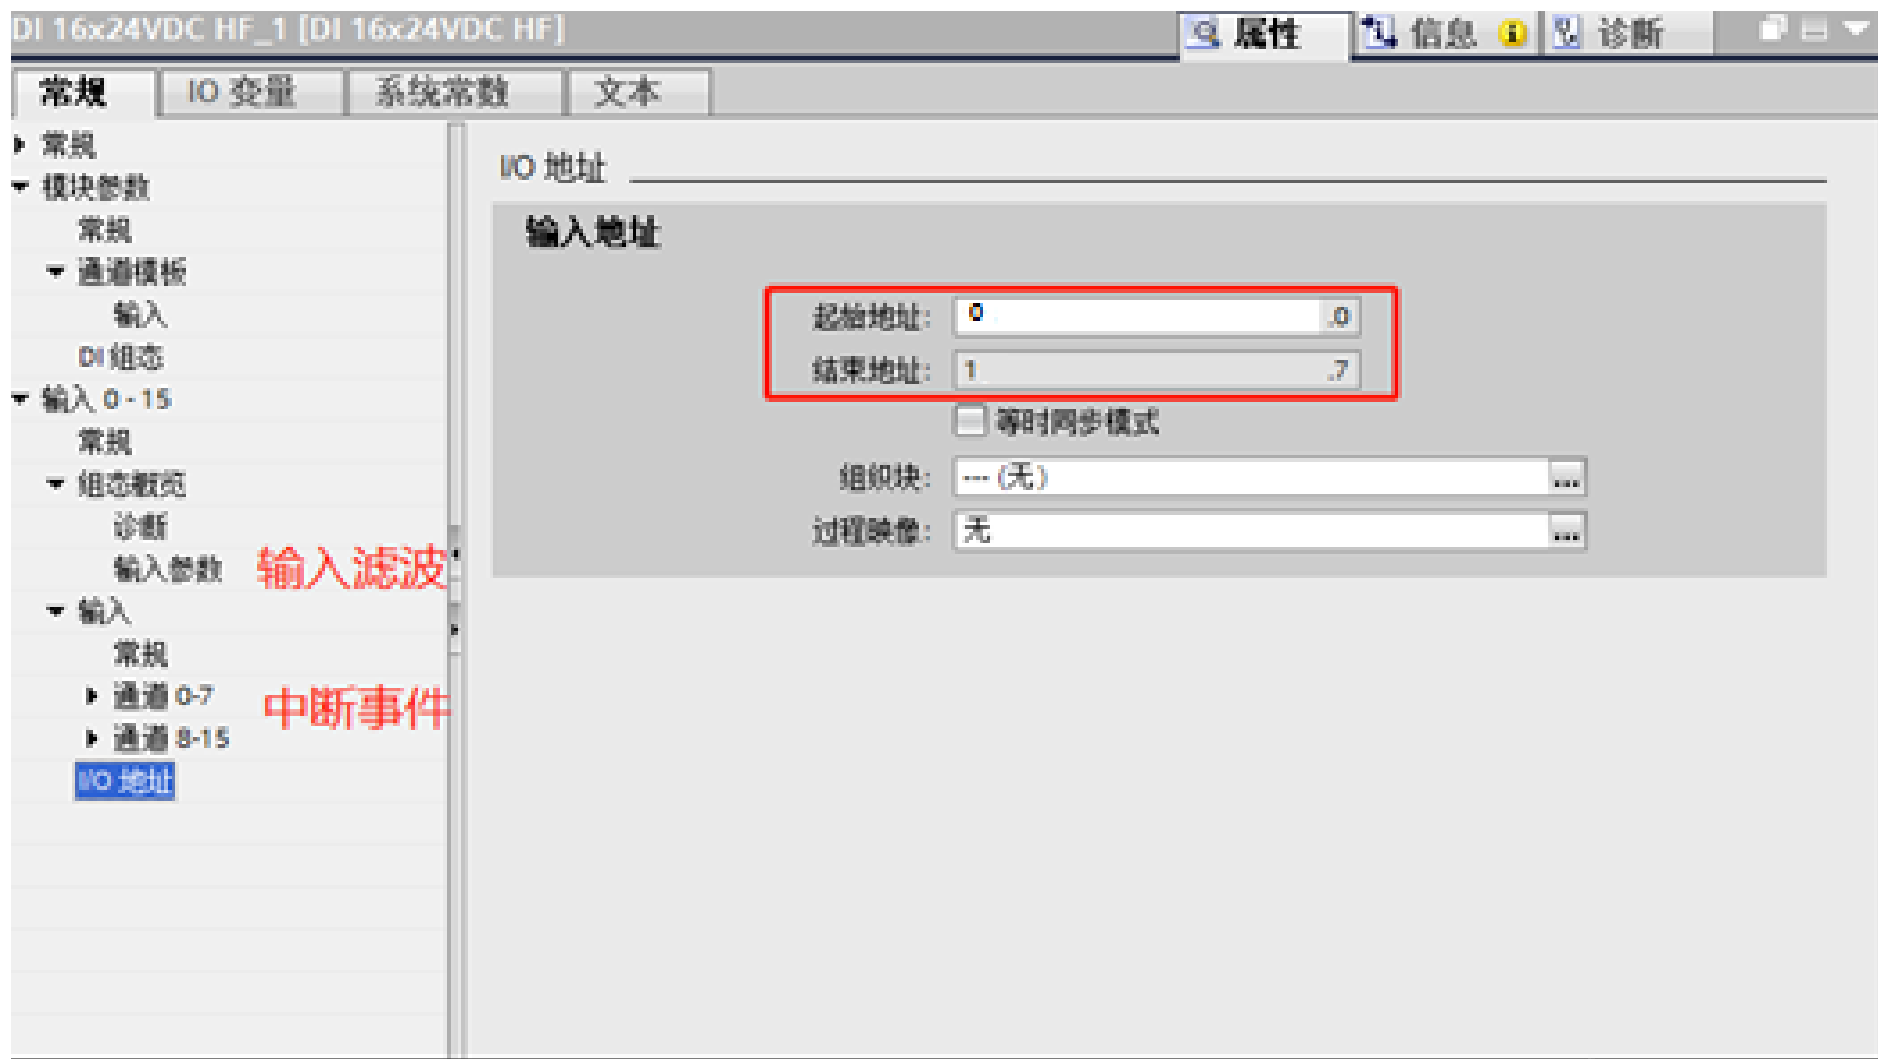 DI 16x24VDC HF_1 [DI 16x24VDC HF]
属性
信息
诊断
常规
IO 变量
系统常数
文本
常规
模块参数
常规
通道模板
输入
DI 组态
输入 0 - 15
常规
组态概览
诊断
输入参数
输入滤波
输入
常规
通道 0-7
中断事件
通道 8-15
I/O 地址
I/O 地址
输入地址
起始地址: 0 .0
结束地址: 1 .7
等时同步模式
组织块: --- (无) ...
过程映像: 无 ...